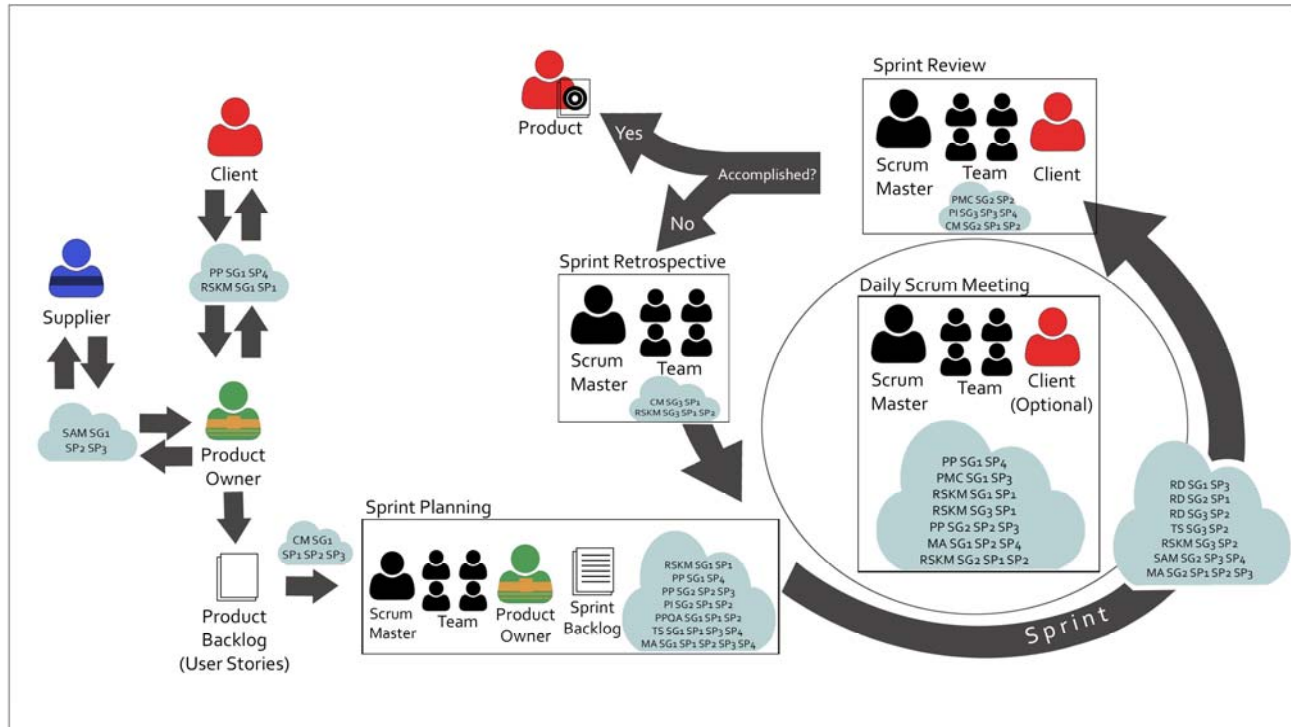 Client
PP SG1 SP4
RSKM SG1 SP1
Supplier
SAM SG1
SP2 SP3
Product
Owner
CM SG1
SP1 SP2 SP3
Product
Backlog
(User Stories)
Sprint Planning
Scrum
Master
Team
Product
Owner
Sprint
Backlog
RSKM SG1 SP1
PP SG1 SP4
PP SG2 SP2 SP3
PI SG2 SP1 SP2
PPQA SG1 SP1 SP2
TS SG1 SP1 SP3 SP4
MA SG1 SP1 SP2 SP3 SP4
Product
Yes
Accomplished?
No
Sprint Retrospective
Scrum
Master
Team
CM SG3 SP1
RSKM SG3 SP1 SP2
Sprint Review
Scrum
Master
Team
Client
PMC SG2 SP2
PI SG3 SP3 SP4
CM SG2 SP1 SP2
Daily Scrum Meeting
Scrum
Master
Team
Client
(Optional)
PP SG1 SP4
PMC SG1 SP3
RSKM SG1 SP1
RSKM SG3 SP1
PP SG2 SP2 SP3
MA SG1 SP2 SP4
RSKM SG2 SP1 SP2
RD SG1 SP3
RD SG2 SP1
RD SG3 SP2
TS SG3 SP2
RSKM SG3 SP2
SAM SG2 SP3 SP4
MA SG2 SP1 SP2 SP3
Sprint